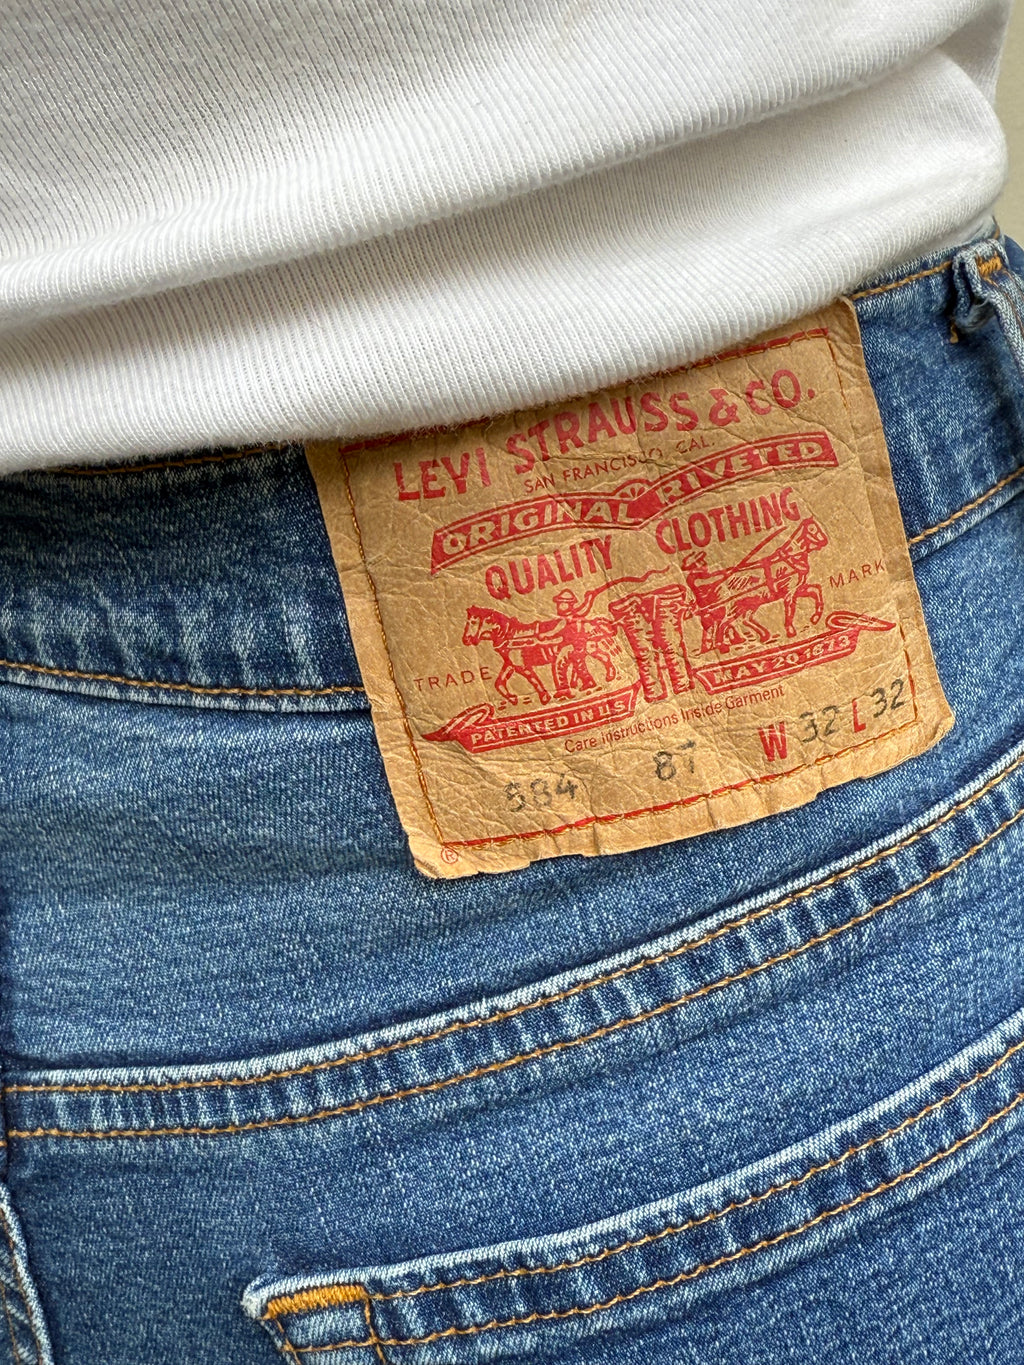 LEVI STRAUSS & CO.
SAN FRANCISCO CAL.
ORIGINAL RIVETED
QUALITY CLOTHING
TRADE MARK
PATENTED IN U.S. MAY 20 1873
Care Instructions Inside Garment
584 87 W 32 L 32
®